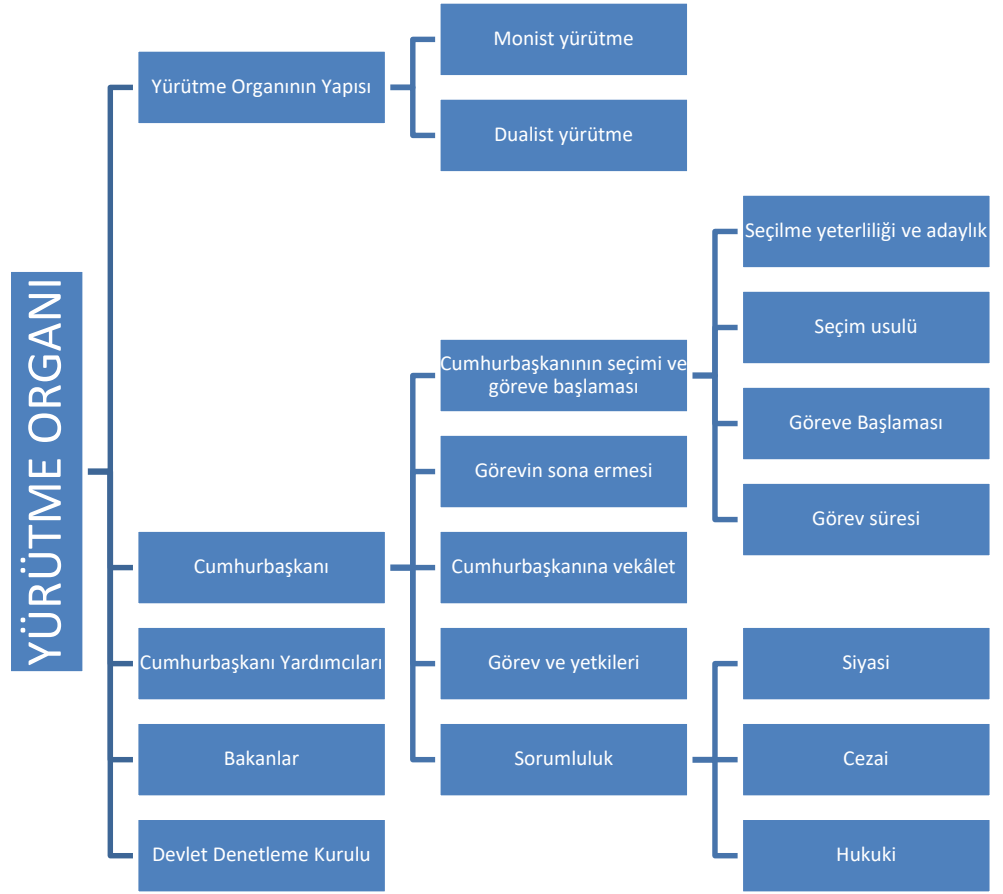 YÜRÜTME ORGANI
Yürütme Organının Yapısı
Monist yürütme
Dualist yürütme
Cumhurbaşkanı
Cumhurbaşkanının seçimi ve
göreve başlaması
Seçilme yeterliliği ve adaylık
Seçim usulü
Göreve Başlaması
Görev süresi
Görevin sona ermesi
Cumhurbaşkanına vekâlet
Görev ve yetkileri
Sorumluluk
Siyasi
Cezai
Hukuki
Cumhurbaşkanı Yardımcıları
Bakanlar
Devlet Denetleme Kurulu